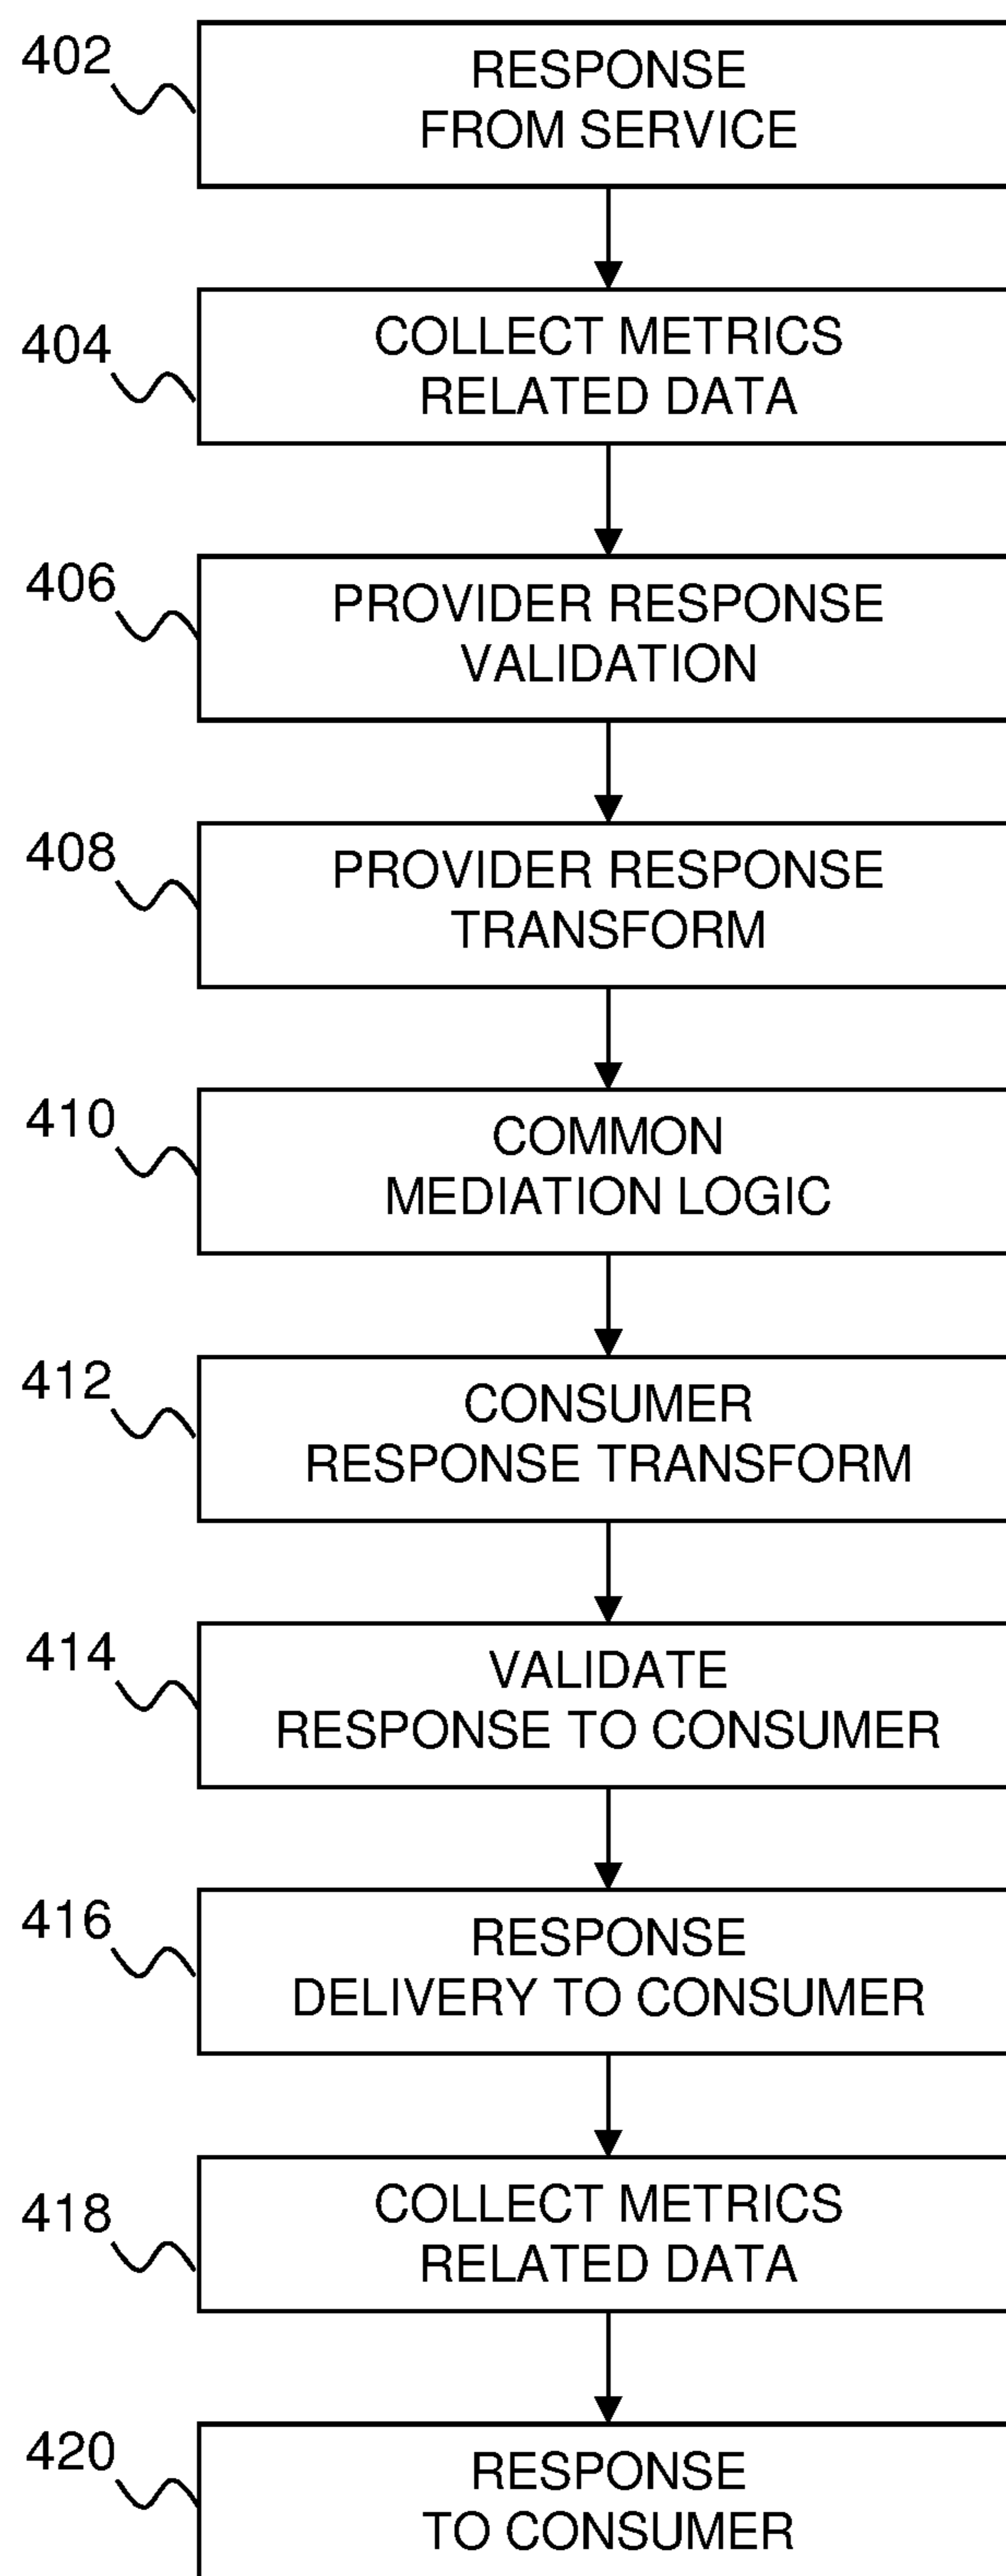 402
RESPONSE
FROM SERVICE
404
COLLECT METRICS
RELATED DATA
406
PROVIDER RESPONSE
VALIDATION
408
PROVIDER RESPONSE
TRANSFORM
410
COMMON
MEDIATION LOGIC
412
CONSUMER
RESPONSE TRANSFORM
414
VALIDATE
RESPONSE TO CONSUMER
416
RESPONSE
DELIVERY TO CONSUMER
418
COLLECT METRICS
RELATED DATA
420
RESPONSE
TO CONSUMER